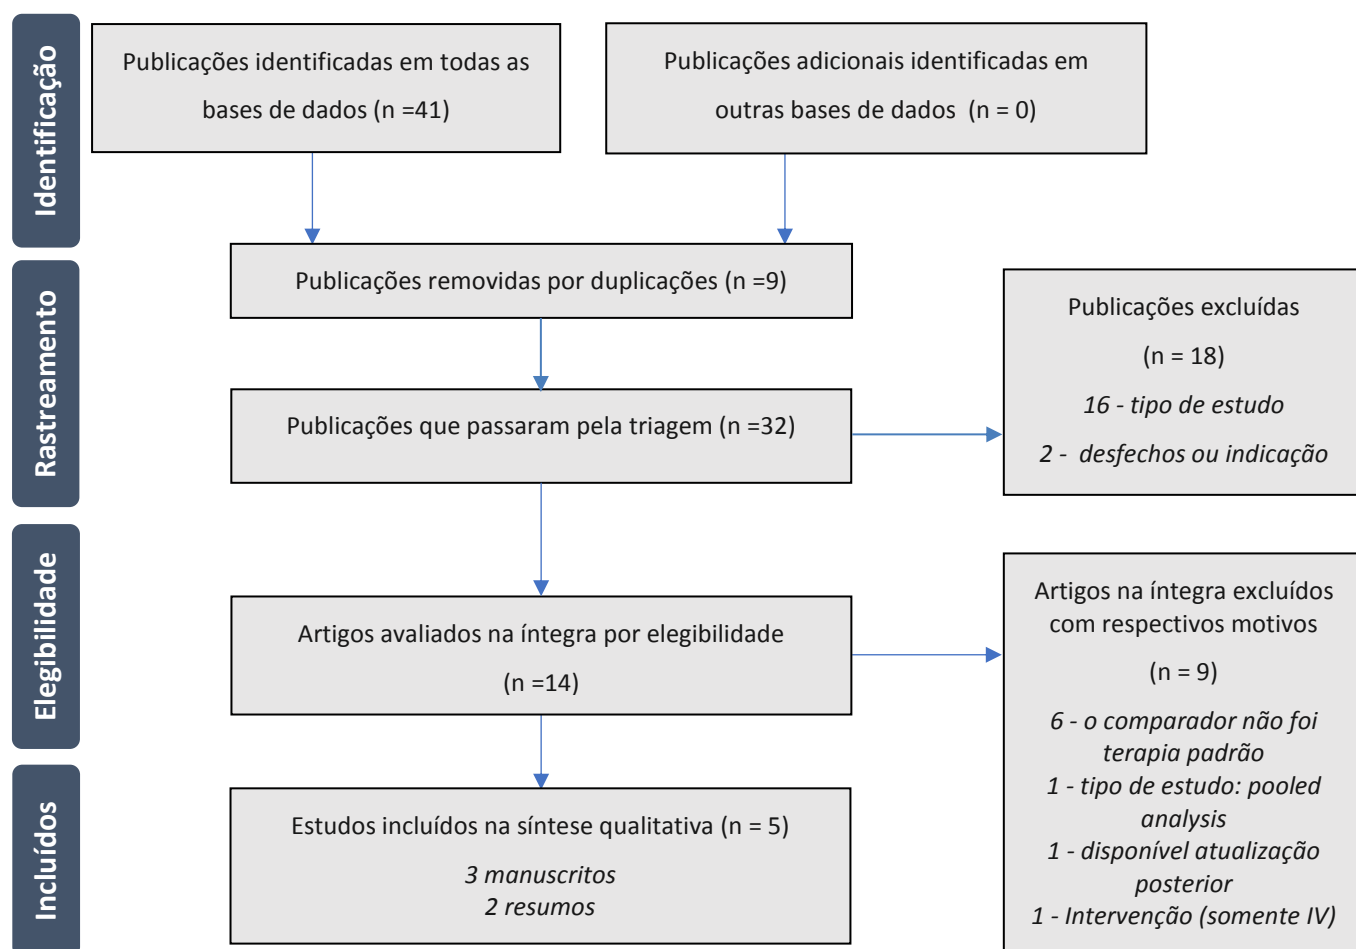 Identificação
Publicações identificadas em todas as
bases de dados (n =41)
Publicações adicionais identificadas em
outras bases de dados  (n = 0)
Rastreamento
Publicações removidas por duplicações (n =9)
Publicações que passaram pela triagem (n =32)
Publicações excluídas
(n = 18)
16 - tipo de estudo
2 -  desfechos ou indicação
Elegibilidade
Artigos avaliados na íntegra por elegibilidade
(n =14)
Artigos na íntegra excluídos
com respectivos motivos
(n = 9)
6 - o comparador não foi
terapia padrão
1 - tipo de estudo: pooled
analysis
1 - disponível atualização
posterior
1 - Intervenção (somente IV)
Incluídos
Estudos incluídos na síntese qualitativa (n = 5)
3 manuscritos
2 resumos